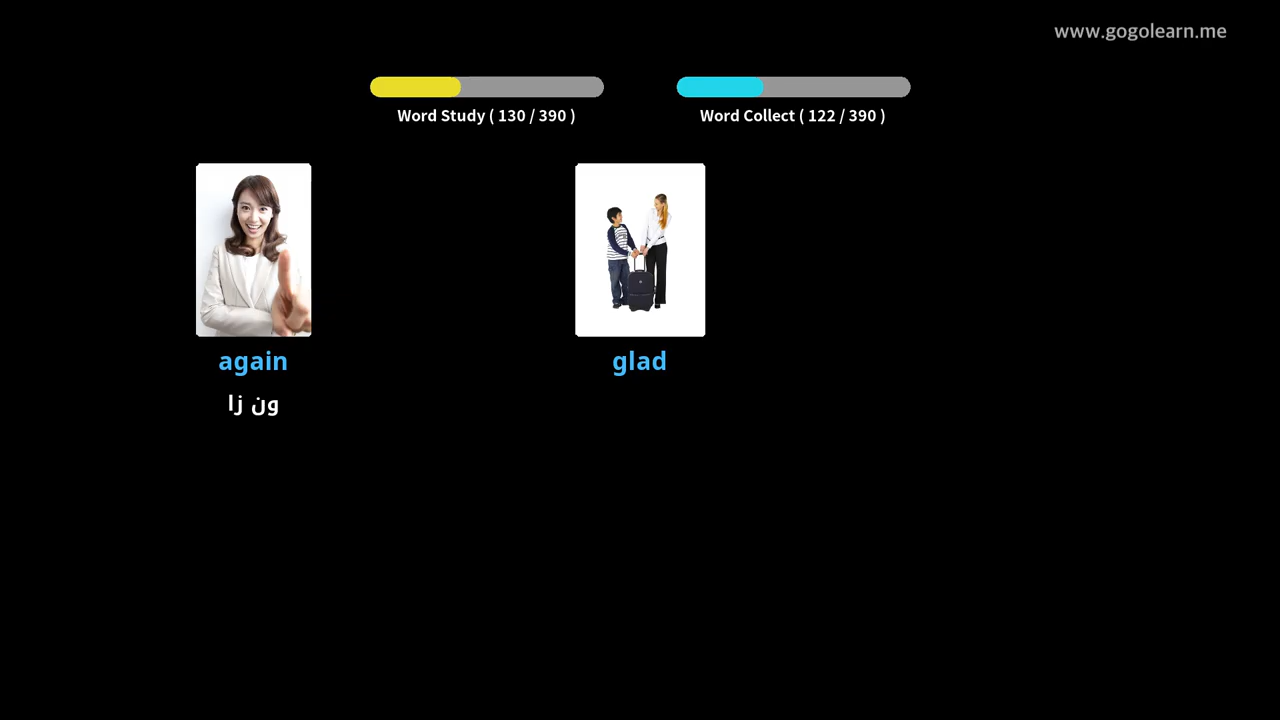 www.gogolearn.me
Word Study ( 130 / 390 )
Word Collect ( 122 / 390 )
again
glad
ون زا